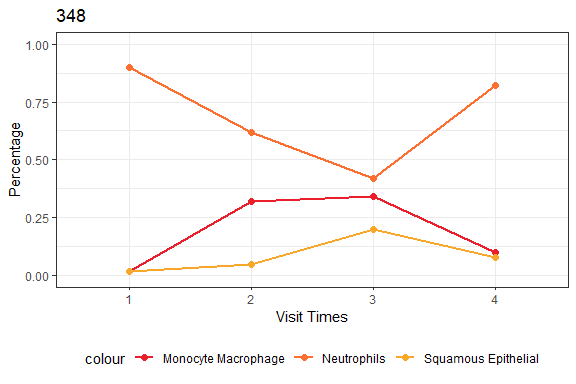 348
1.00
0.75
0.50
0.25
0.00
Percentage
1 2 3 4
Visit Times
colour Monocyte Macrophage Neutrophils Squamous Epithelial